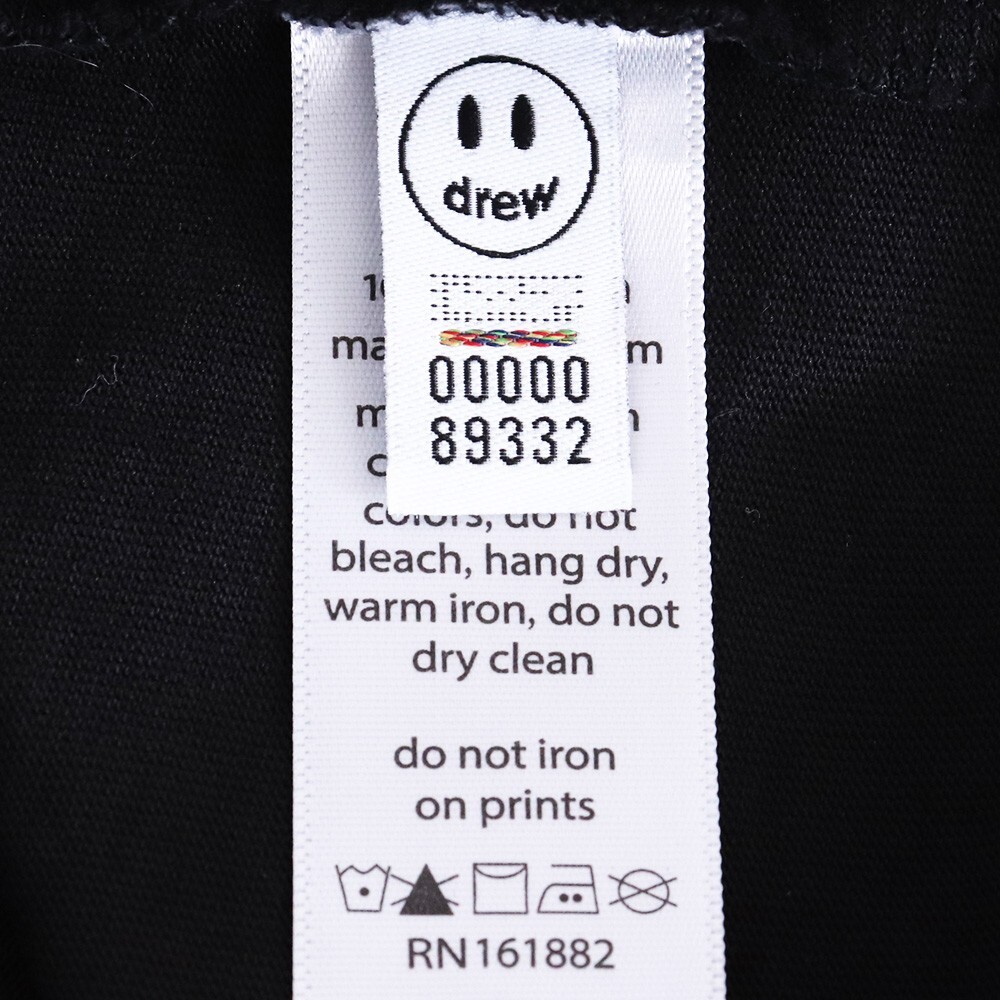 drew
00000
89332
colors, do not
bleach, hang dry,
warm iron, do not
dry clean
do not iron
on prints
RN161882